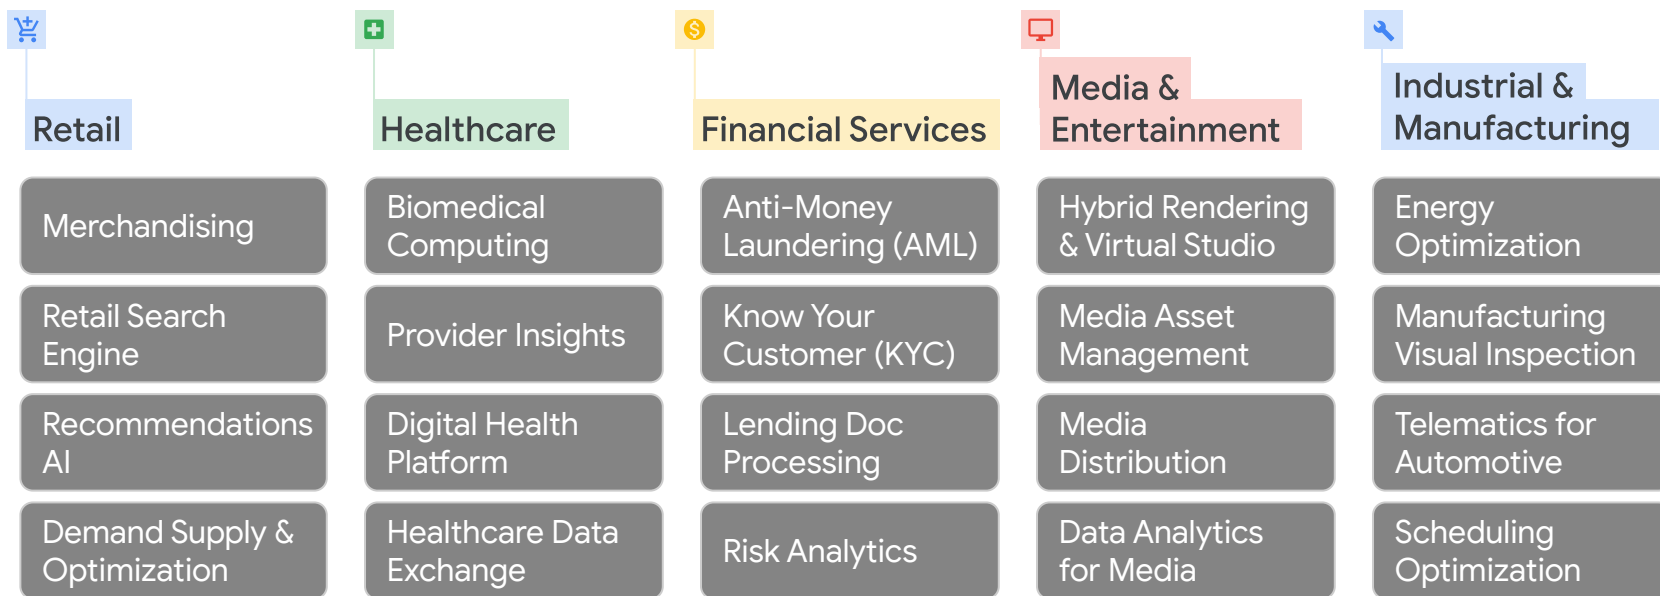 Retail
Merchandising
Retail Search
Engine
Recommendations
AI
Demand Supply &
Optimization
Healthcare
Biomedical
Computing
Provider Insights
Digital Health
Platform
Healthcare Data
Exchange
Financial Services
Anti-Money
Laundering (AML)
Know Your
Customer (KYC)
Lending Doc
Processing
Risk Analytics
Media &
Entertainment
Hybrid Rendering
& Virtual Studio
Media Asset
Management
Media
Distribution
Data Analytics
for Media
Industrial &
Manufacturing
Energy
Optimization
Manufacturing
Visual Inspection
Telematics for
Automotive
Scheduling
Optimization